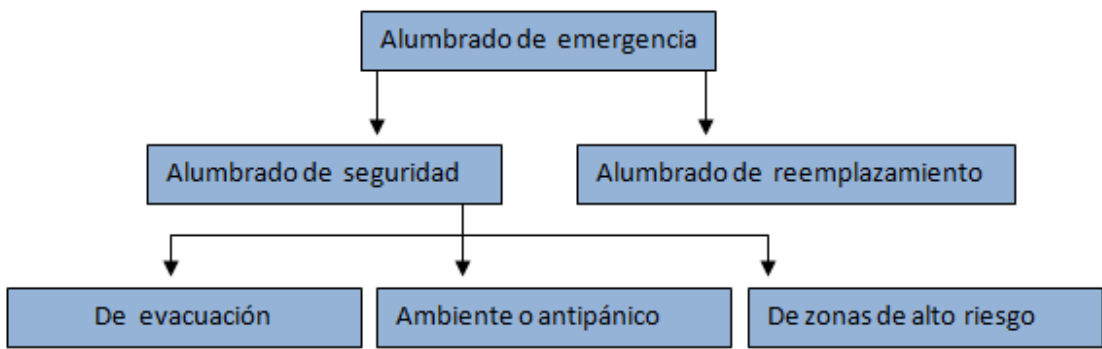 Alumbrado de emergencia
Alumbrado de seguridad
Alumbrado de reemplazamiento
De evacuación
Ambiente o antipánico
De zonas de alto riesgo